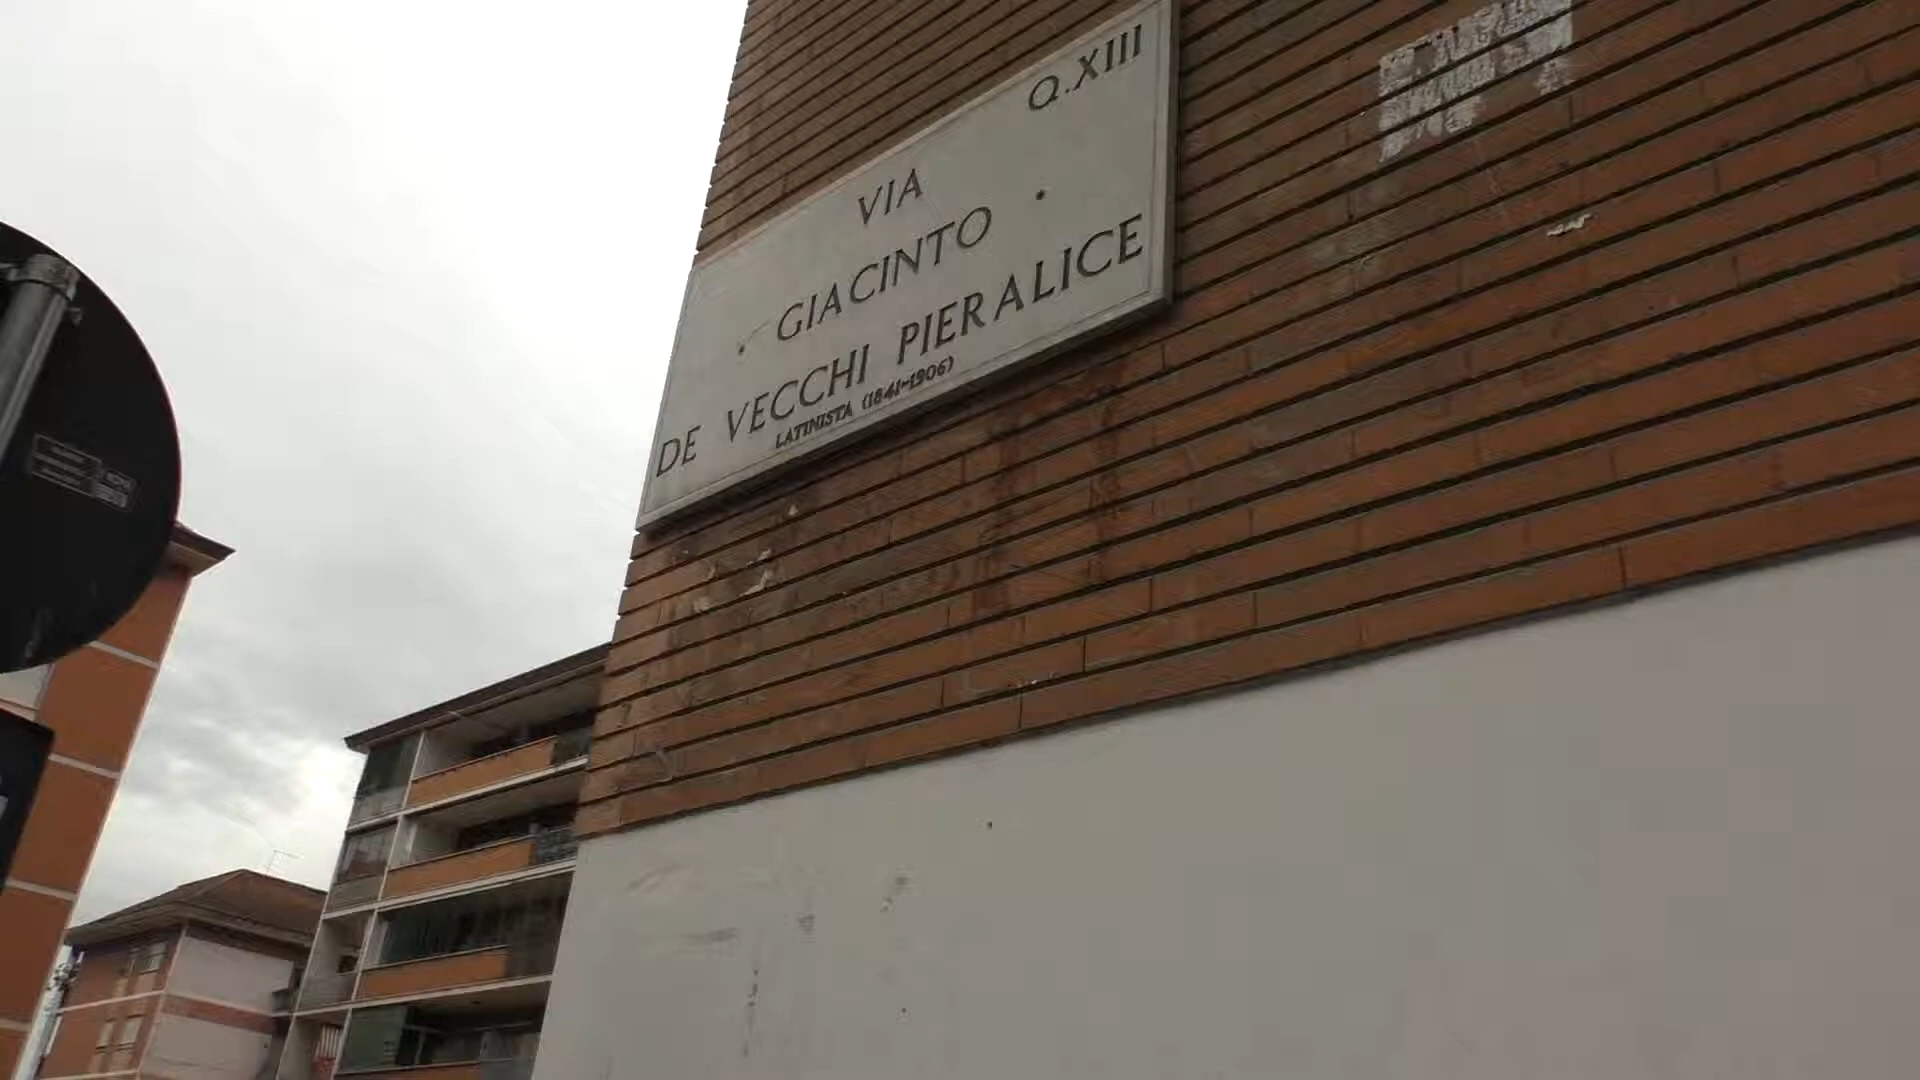 Q.XIII
VIA
GIACINTO
DE VECCHI PIERALICE
LATINISTA (1841-1906)